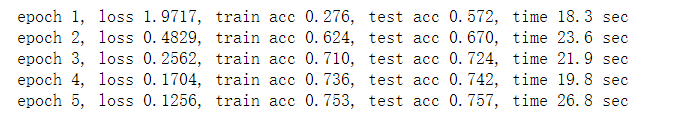 epoch 1, loss 1.9717, train acc 0.276, test acc 0.572, time 18.3 sec
epoch 2, loss 0.4829, train acc 0.624, test acc 0.670, time 23.6 sec
epoch 3, loss 0.2562, train acc 0.710, test acc 0.724, time 21.9 sec
epoch 4, loss 0.1704, train acc 0.736, test acc 0.742, time 19.8 sec
epoch 5, loss 0.1256, train acc 0.753, test acc 0.757, time 26.8 sec